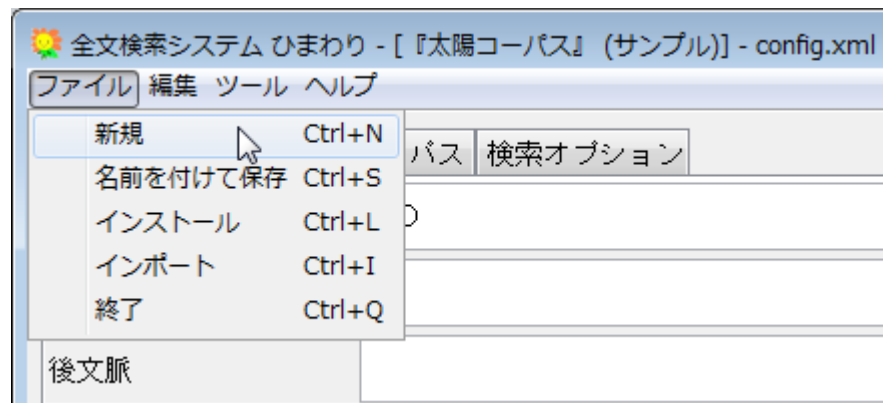 全文検索システム ひまわり - [『太陽コーパス』 (サンプル)] - config.xml
ファイル 編集 ツール ヘルプ
新規 Ctrl+N
パス 検索オプション
名前を付けて保存 Ctrl+S
インストール Ctrl+L
インポート Ctrl+I
終了 Ctrl+Q
後文脈